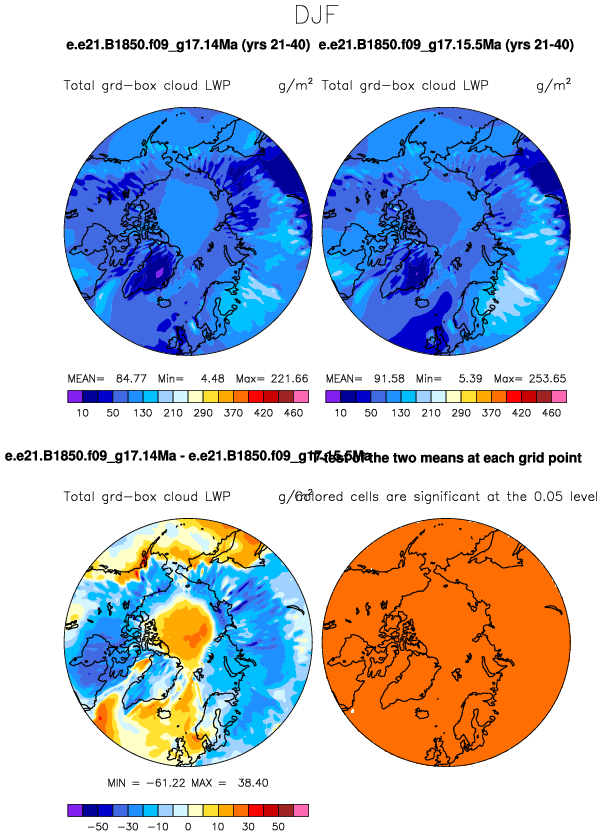 DJF
e.e21.B1850.f09_g17.14Ma (yrs 21-40) e.e21.B1850.f09_g17.15.5Ma (yrs 21-40)
Total grd-box cloud LWP g/m² Total grd-box cloud LWP g/m²
MEAN= 84.77 Min= 4.48 Max= 221.66 MEAN= 91.58 Min= 5.39 Max= 253.65
10 50 130 210 290 370 420 460 10 50 130 210 290 370 420 460
e.e21.B1850.f09_g17.14Ma - e.e21.B1850.f09_g17.15.5Ma T-test of the two means at each grid point
Total grd-box cloud LWP g/m² Colored cells are significant at the 0.05 level
MIN = -61.22 MAX = 38.40
-50 -30 -10 0 10 30 50